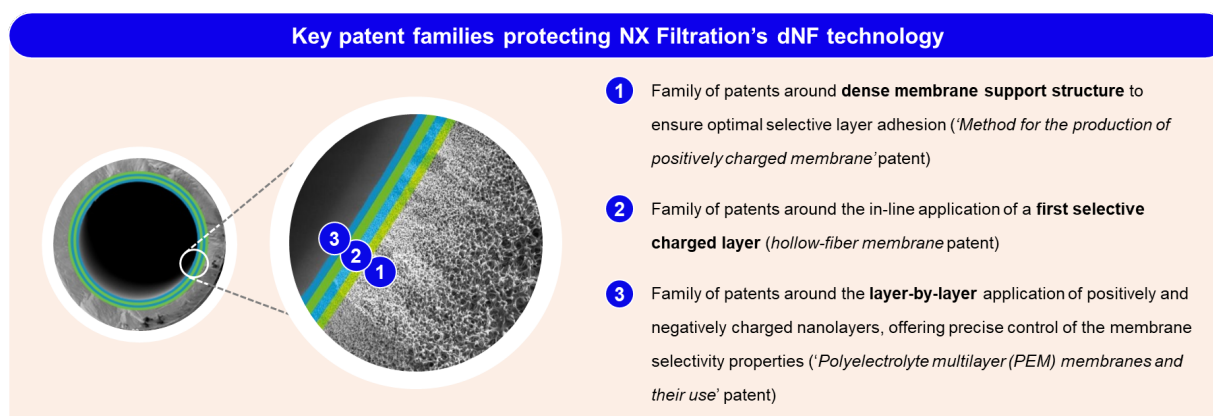 Key patent families protecting NX Filtration's dNF technology
1
Family of patents around dense membrane support structure to
ensure optimal selective layer adhesion ('Method for the production of
positively charged membrane' patent)
2
Family of patents around the in-line application of a first selective
charged layer (hollow-fiber membrane patent)
3
Family of patents around the layer-by-layer application of positively and
negatively charged nanolayers, offering precise control of the membrane
selectivity properties ('Polyelectrolyte multilayer (PEM) membranes and
their use' patent)
3
2
1